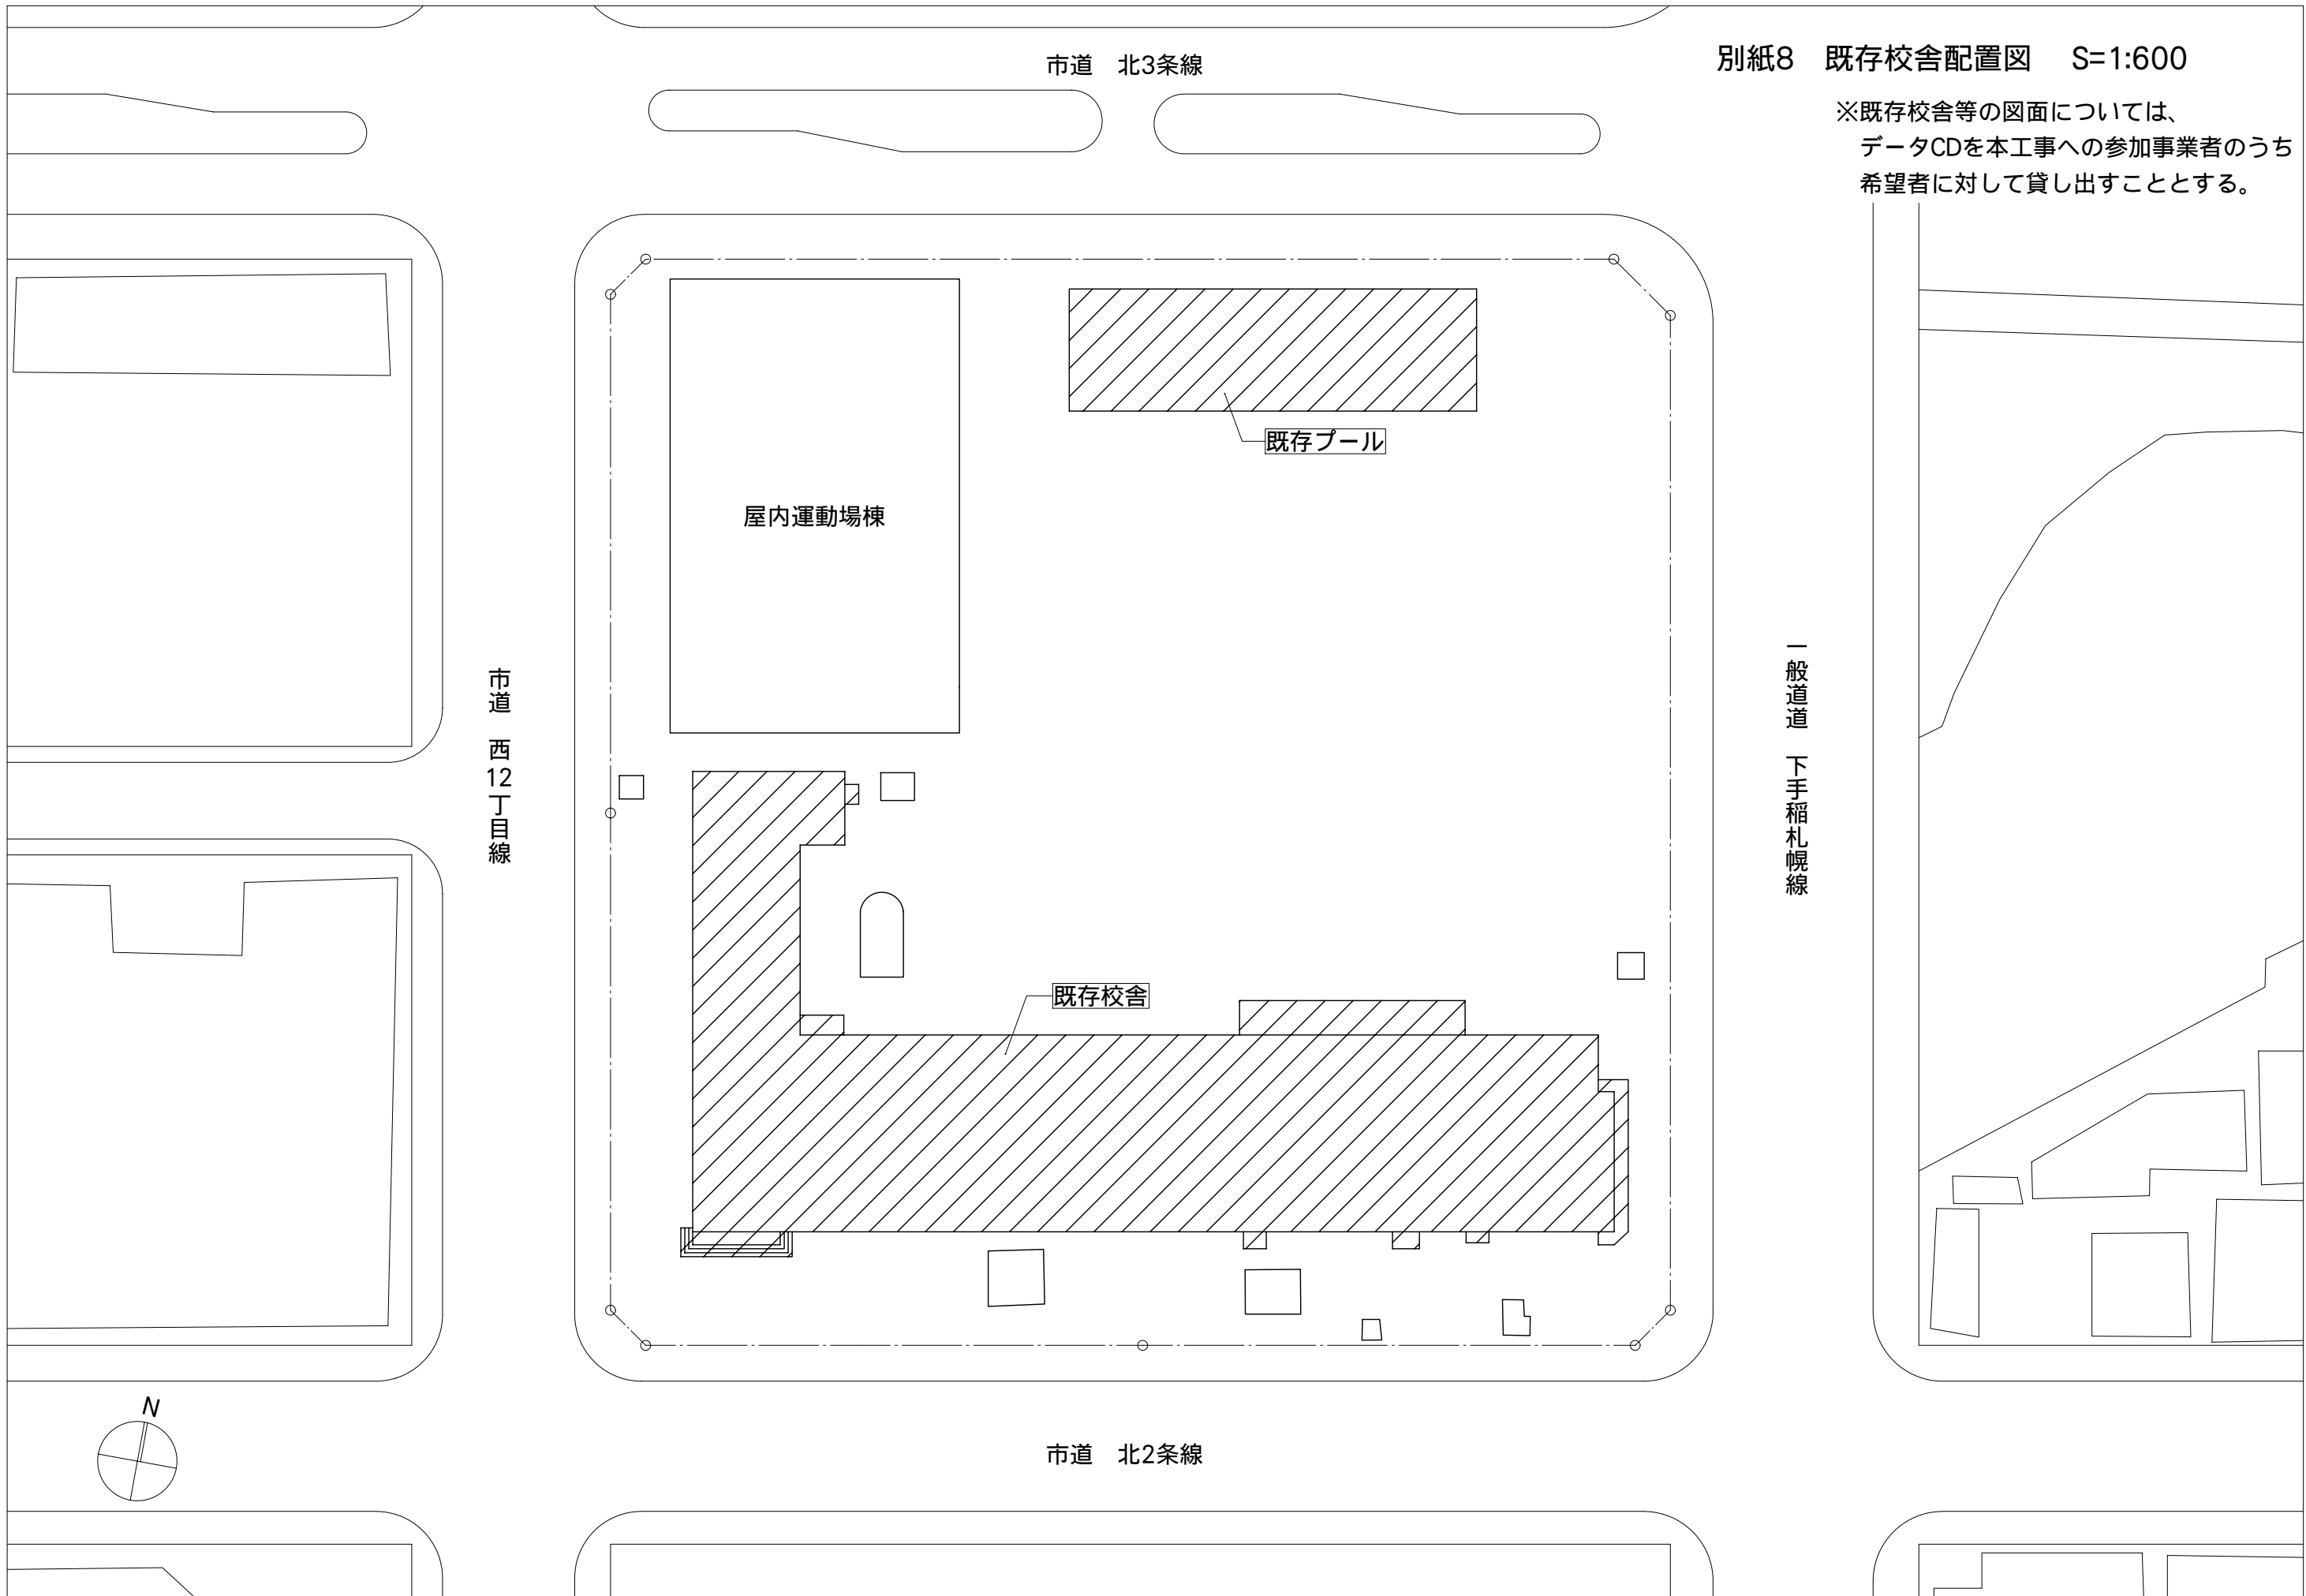 別紙8　既存校舎配置図　S=1:600
※既存校舎等の図面については、
データCDを本工事への参加事業者のうち
希望者に対して貸し出すこととする。
市道　北3条線
既存プール
屋内運動場棟
市道　西12丁目線
一般道道　下手稲札幌線
既存校舎
N
市道　北2条線